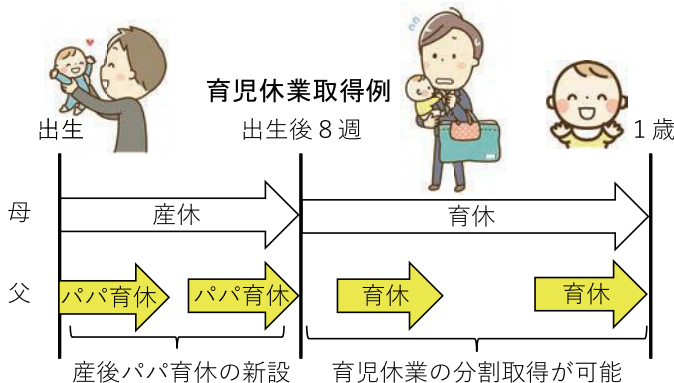 育児休業取得例
出生
出生後８週
１歳
母
産休
育休
父
パパ育休
パパ育休
育休
育休
産後パパ育休の新設
育児休業の分割取得が可能